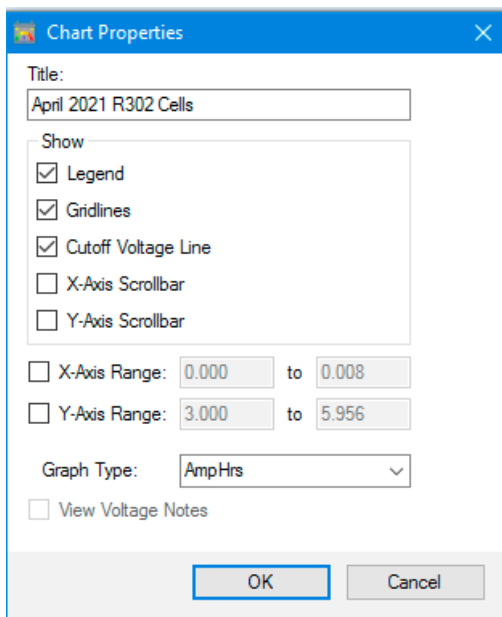 Chart Properties
Title:
April 2021 R302 Cells
Show
Legend
Gridlines
Cutoff Voltage Line
X-Axis Scrollbar
Y-Axis Scrollbar
X-Axis Range: 0.000 to 0.008
Y-Axis Range: 3.000 to 5.956
Graph Type: AmpHrs
View Voltage Notes
OK Cancel